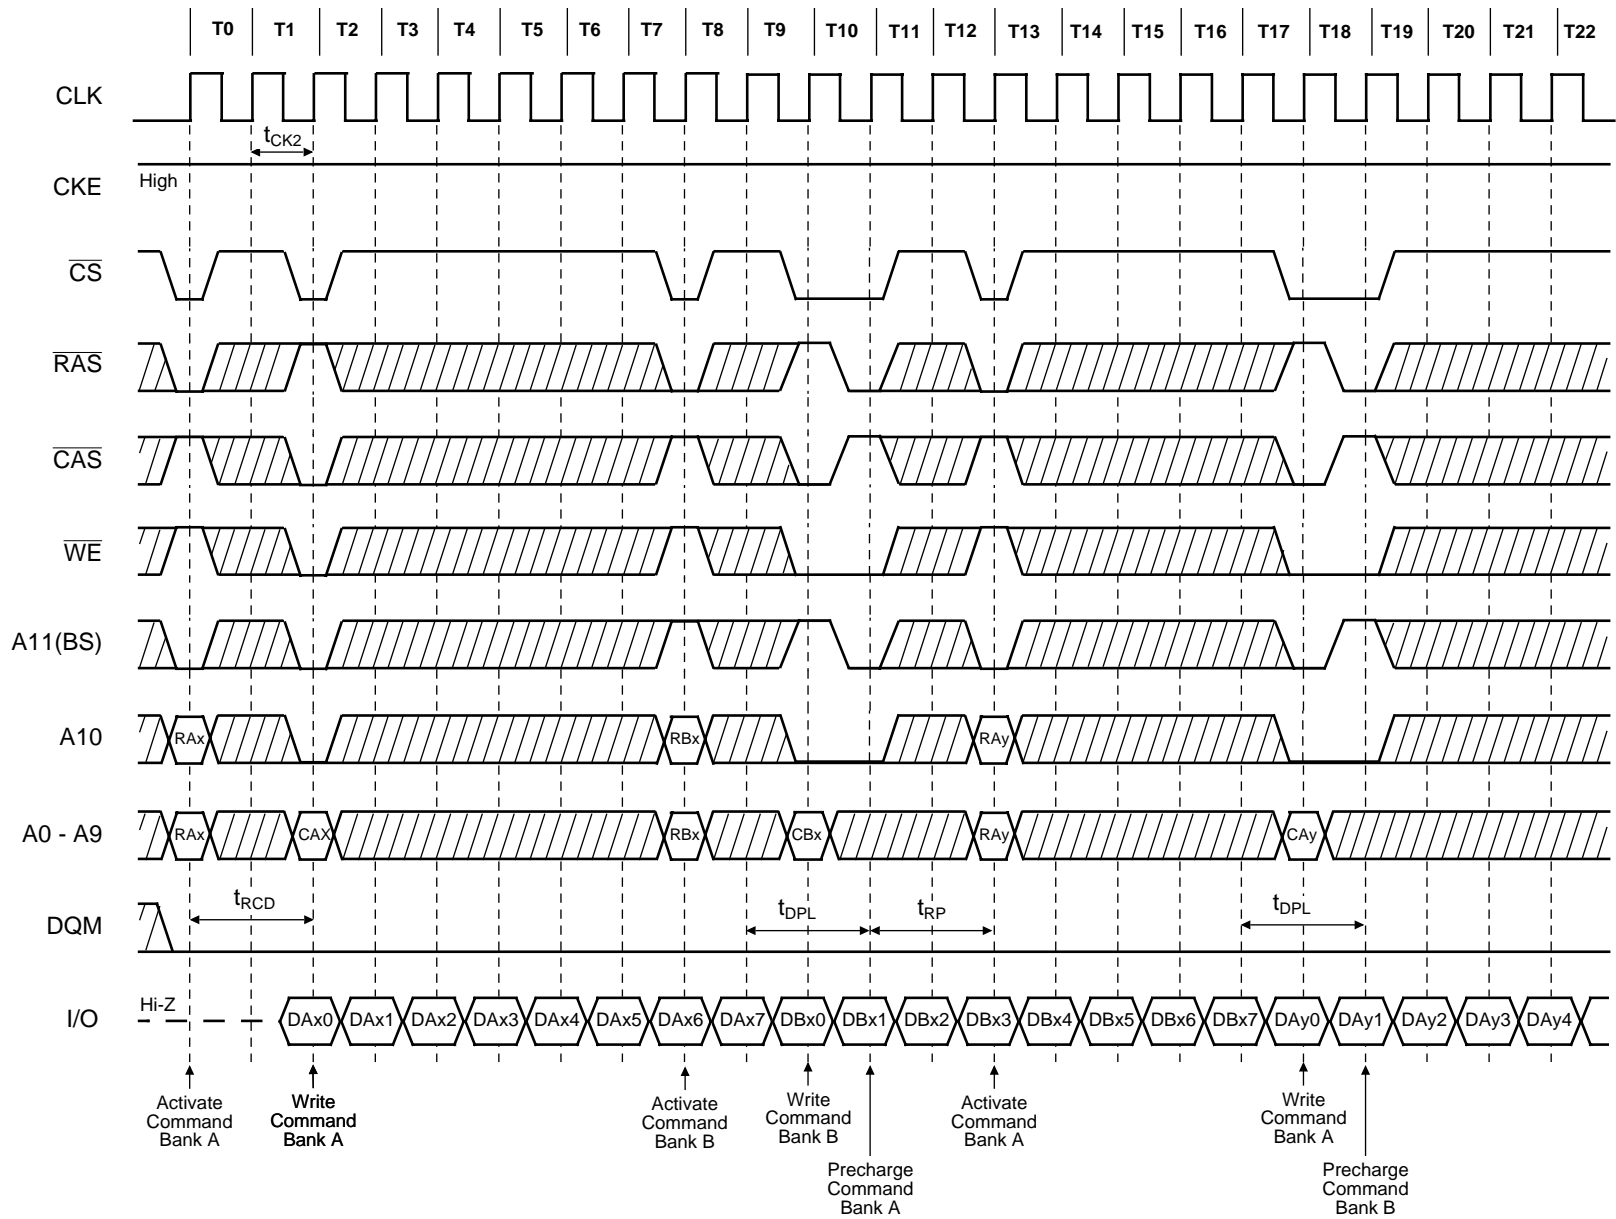 T0 T1 T2 T3 T4 T5 T6 T7 T8 T9 T10 T11 T12 T13 T14 T15 T16 T17 T18 T19 T20 T21 T22
CLK
tCK2
CKE
High
CS
RAS
CAS
WE
A11(BS)
A10
RAx RBx RAy
A0 - A9
RAx CAX RBx CBx RAy CAy
DQM
tRCD tDPL tRP tDPL
I/O
Hi-Z
DAx0 DAx1 DAx2 DAx3 DAx4 DAx5 DAx6 DAx7 DBx0 DBx1 DBx2 DBx3 DBx4 DBx5 DBx6 DBx7 DAy0 DAy1 DAy2 DAy3 DAy4
Activate
Command
Bank A
Write
Command
Bank A
Activate
Command
Bank B
Write
Command
Bank B
Precharge
Command
Bank A
Activate
Command
Bank A
Write
Command
Bank A
Precharge
Command
Bank B